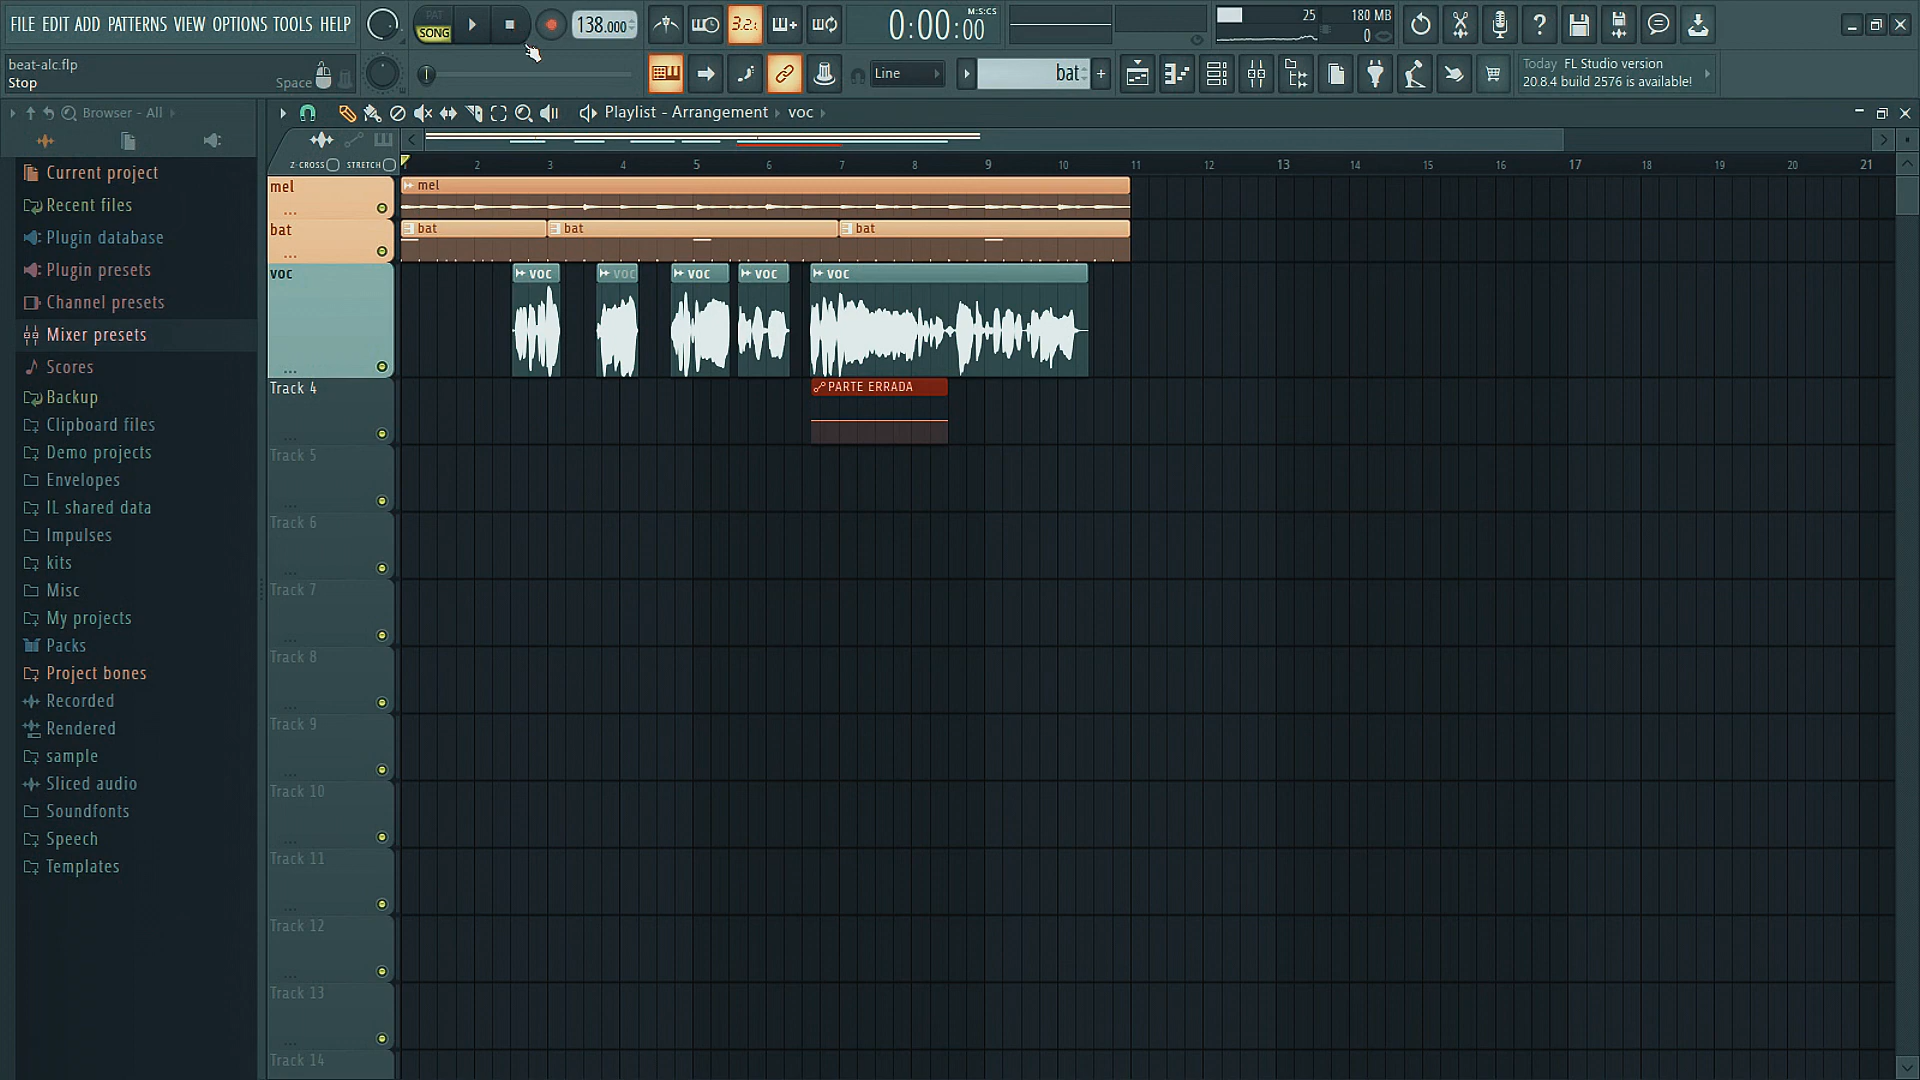 FILE EDIT ADD PATTERNS VIEW OPTIONS TOOLS HELP
PAT
SONG
138.000
3.2.
0:00:00
M:S:CS
25
180 MB
0
beat-alc.flp
Stop
Space
Line
bat
Today FL Studio version
20.8.4 build 2576 is available!
Browser - All
Playlist - Arrangement
voc
Z-CROSS
STRETCH
1 2 3 4 5 6 7 8 9 10 11 12 13 14 15 16 17 18 19 20 21
Current project
Recent files
Plugin database
Plugin presets
Channel presets
Mixer presets
Scores
Backup
Clipboard files
Demo projects
Envelopes
IL shared data
Impulses
kits
Misc
My projects
Packs
Project bones
Recorded
Rendered
sample
Sliced audio
Soundfonts
Speech
Templates
mel
mel
bat
bat
bat
bat
voc
voc
voc
voc
voc
voc
Track 4
PARTE ERRADA
Track 5
Track 6
Track 7
Track 8
Track 9
Track 10
Track 11
Track 12
Track 13
Track 14